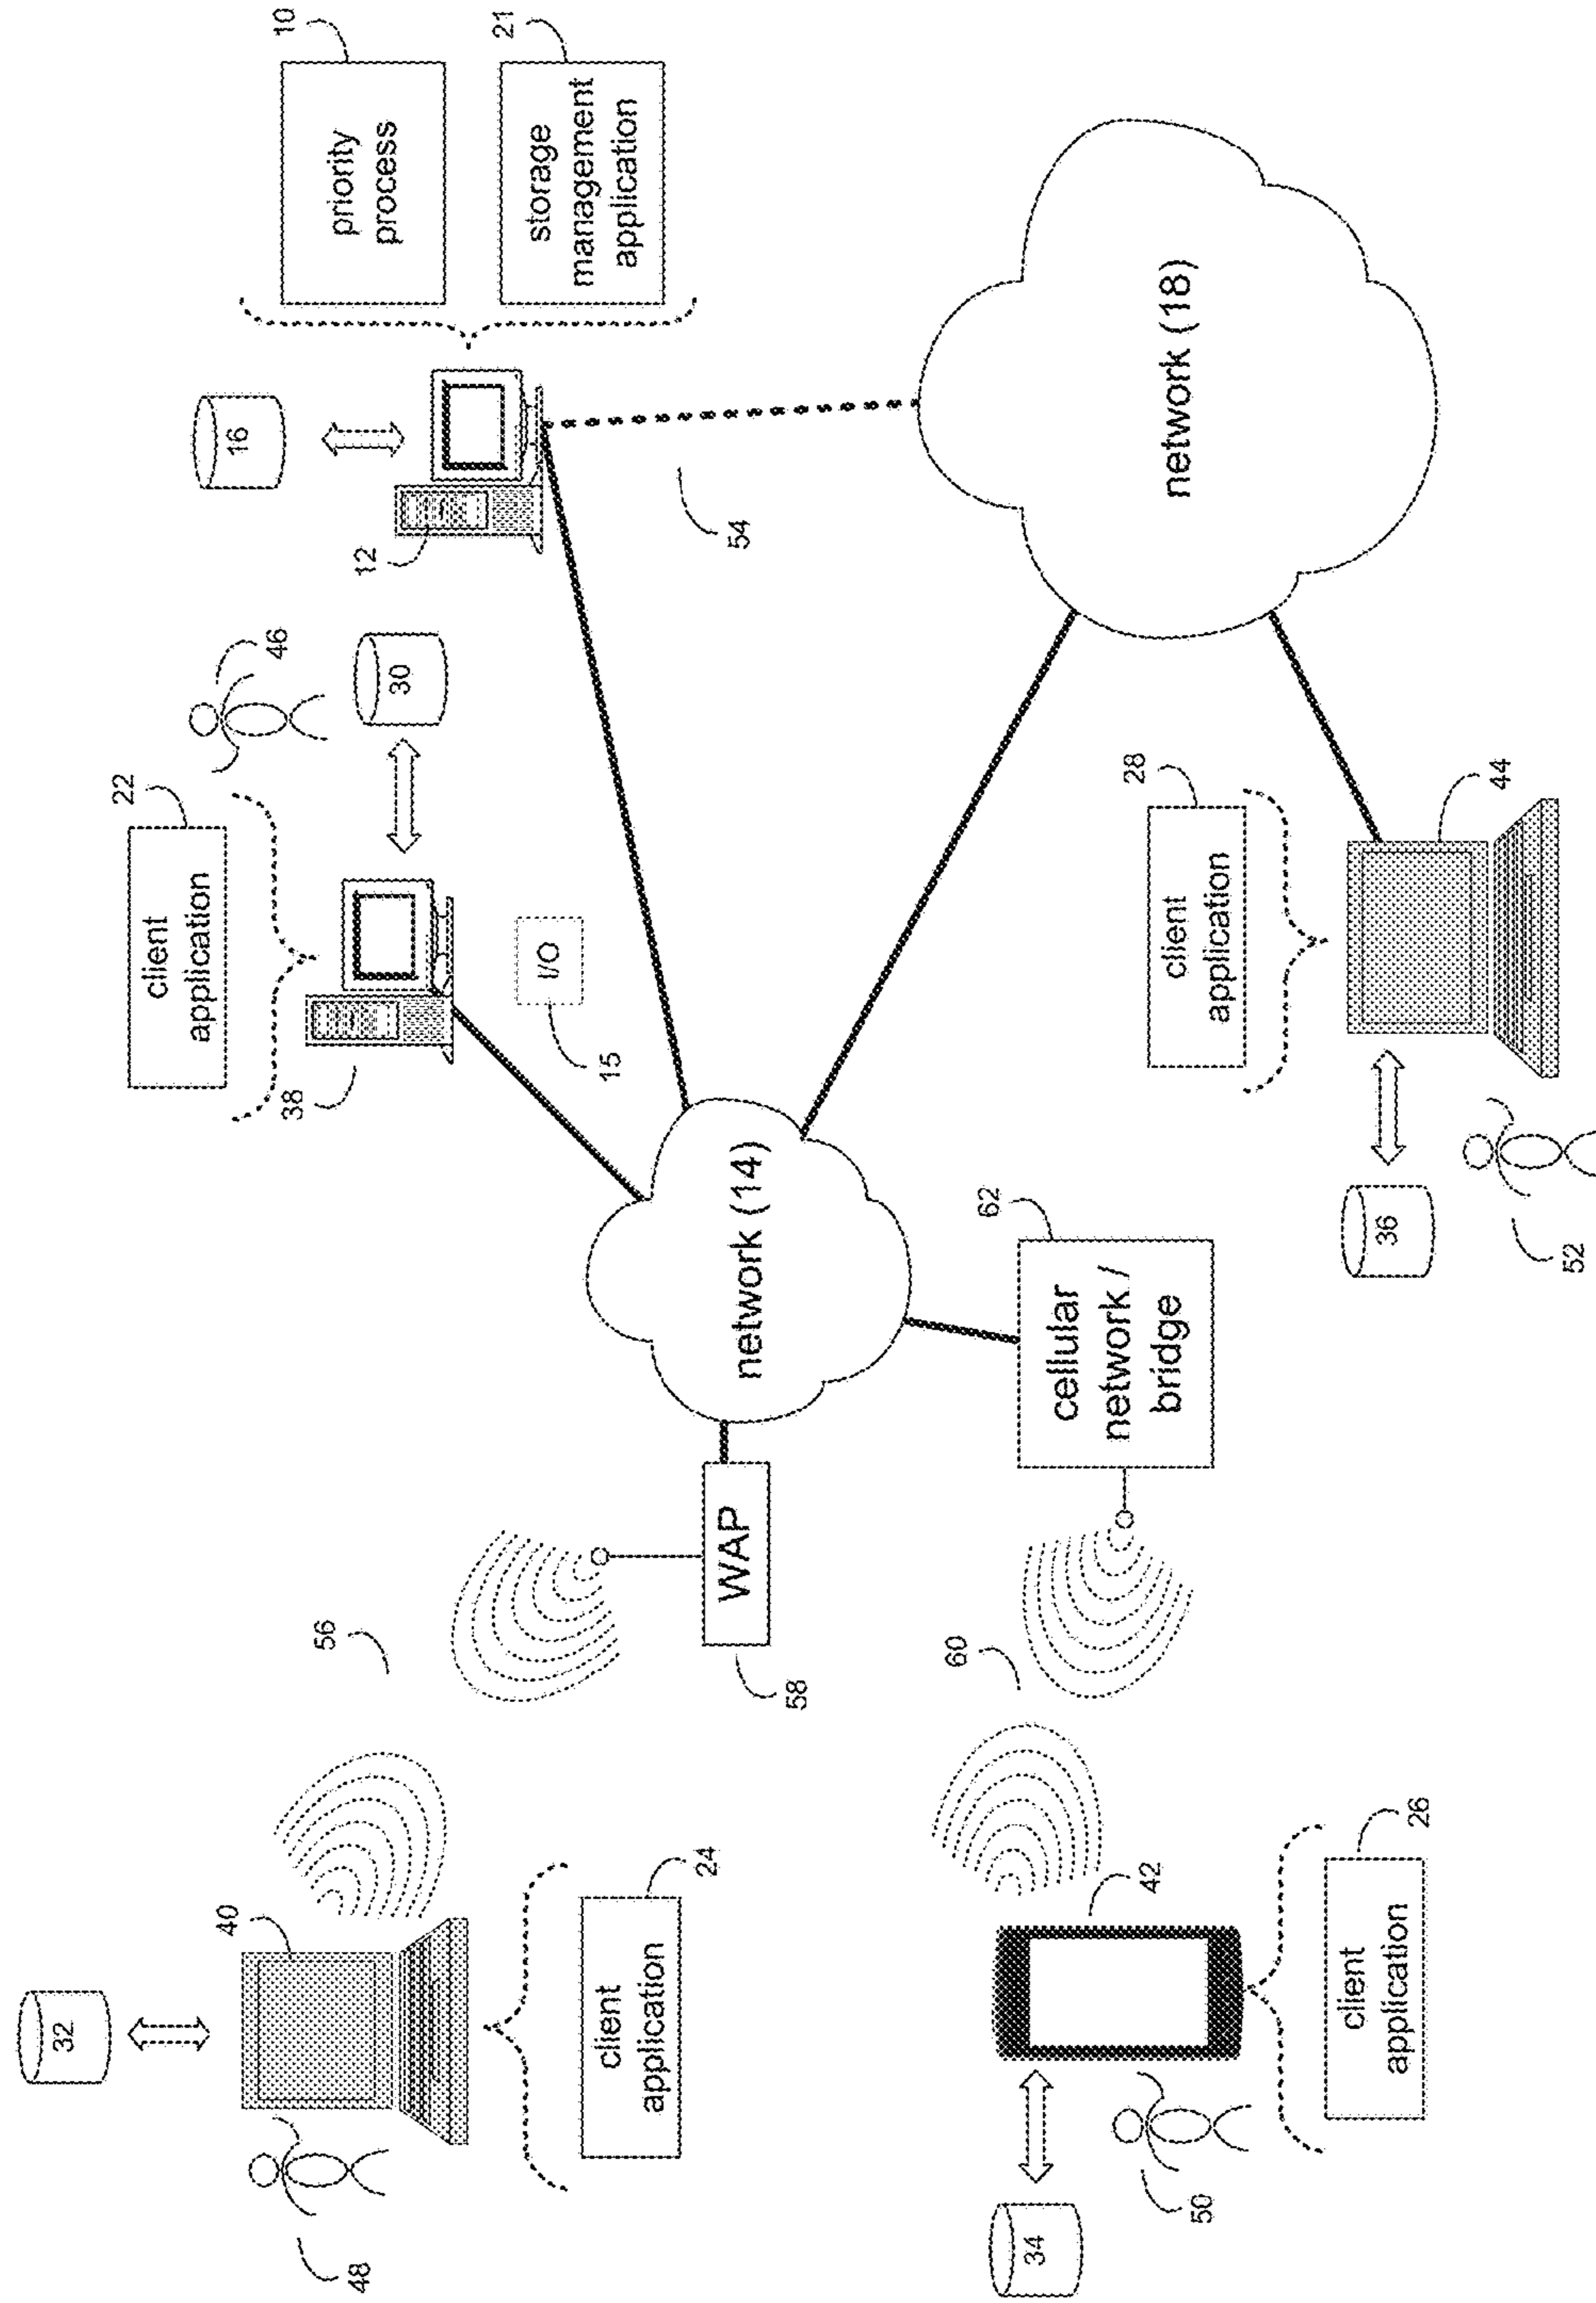 32
40
48
client
application
24
56
WAP
58
34
42
50
client
application
26
60
cellular
network /
bridge
62
network (14)
client
application
22
38
30
46
I/O
15
16
12
priority
process
10
storage
management
application
21
54
network (18)
client
application
28
44
36
52